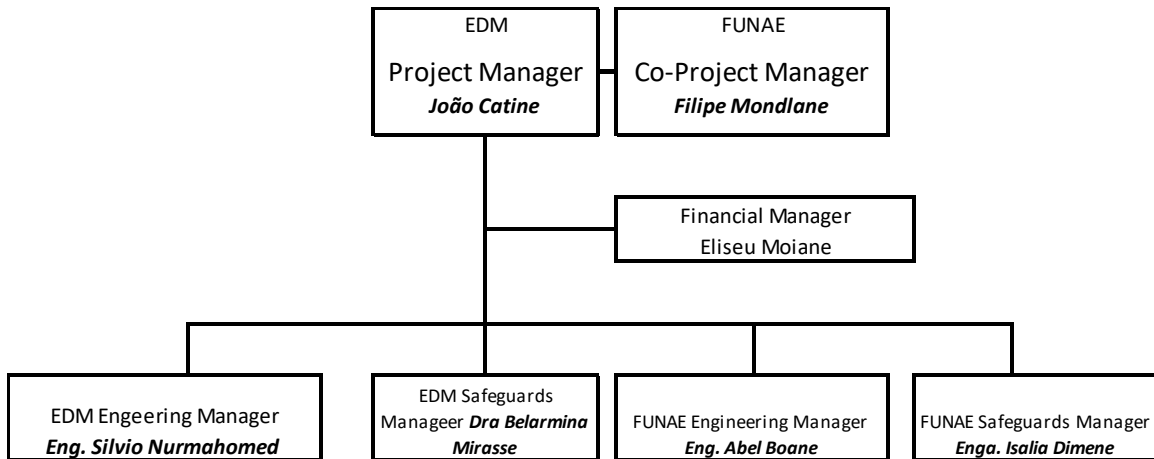 EDM
Project Manager
João Catine
FUNAE
Co-Project Manager
Filipe Mondlane
Financial Manager
Eliseu Moiane
EDM Engeering Manager
Eng. Silvio Nurmahomed
EDM Safeguards
Manageer Dra Belarmina
Mirasse
FUNAE Engineering Manager
Eng. Abel Boane
FUNAE Safeguards Manager
Enga. Isalia Dimene